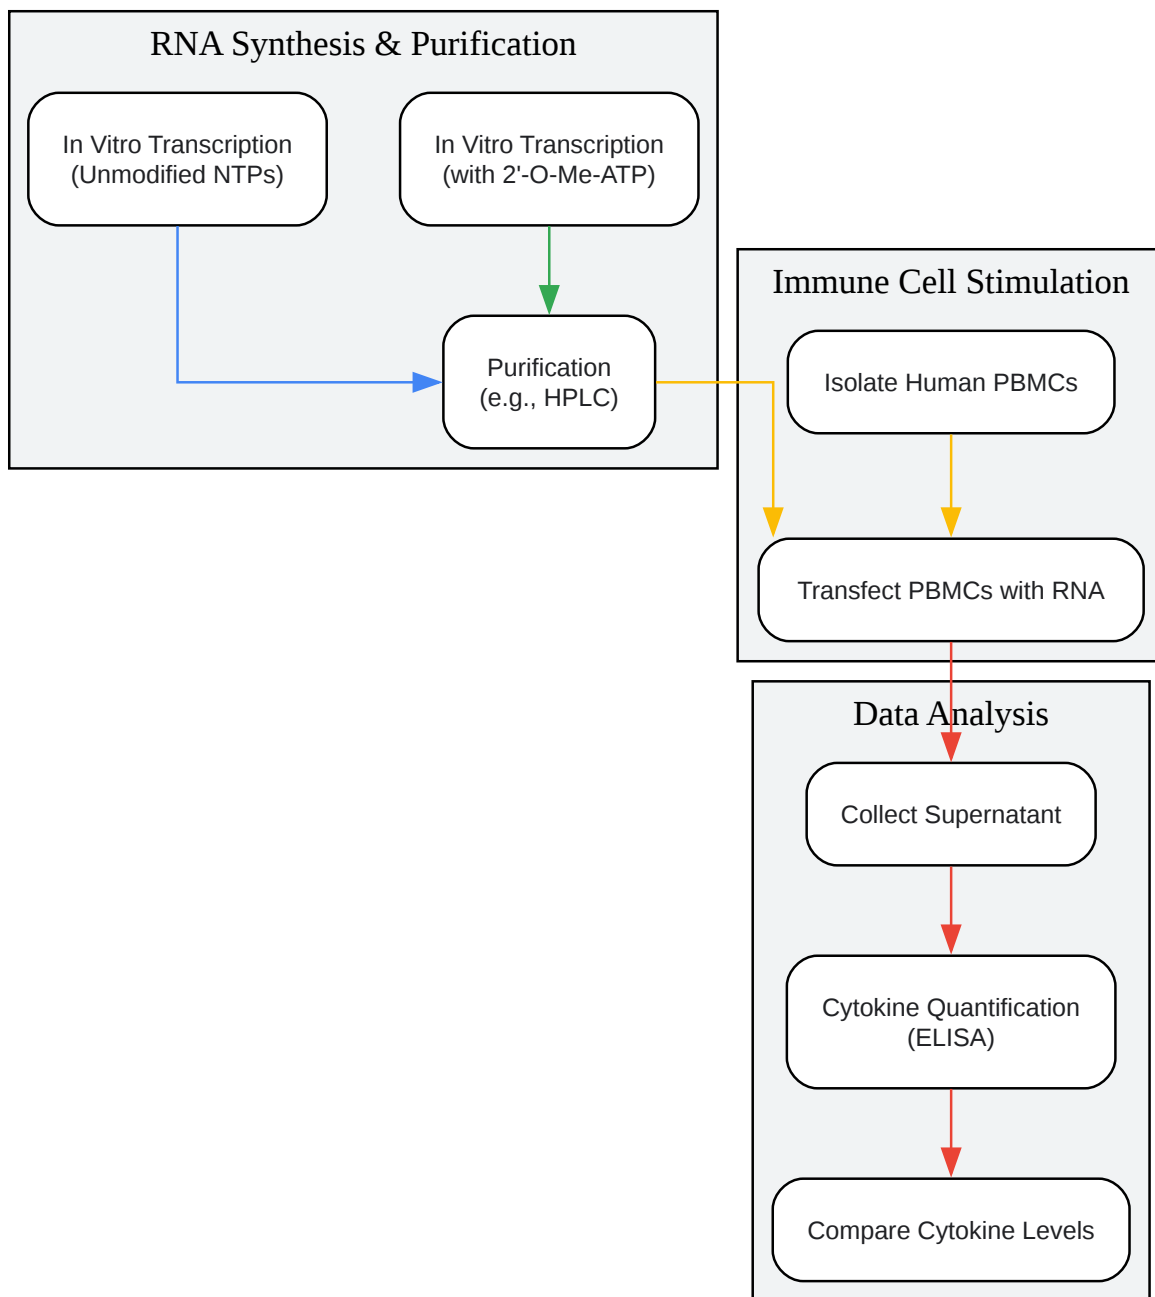 RNA Synthesis & Purification
In Vitro Transcription
(Unmodified NTPs)
In Vitro Transcription
(with 2'-O-Me-ATP)
Purification
(e.g., HPLC)
Immune Cell Stimulation
Isolate Human PBMCs
Transfect PBMCs with RNA
Data Analysis
Collect Supernatant
Cytokine Quantification
(ELISA)
Compare Cytokine Levels